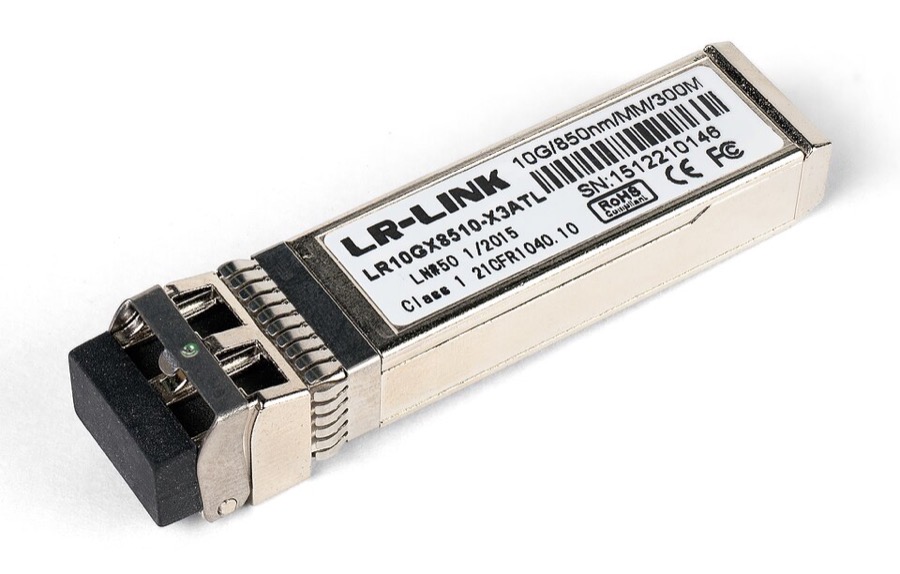 LR-LINK
10G/850nm/MM/300M
LR10GX8510-X3ATL
SN:1512210146
LN#50 1/2015
RoHS
Compliant
CE FC
Class 1 21CFR1040.10